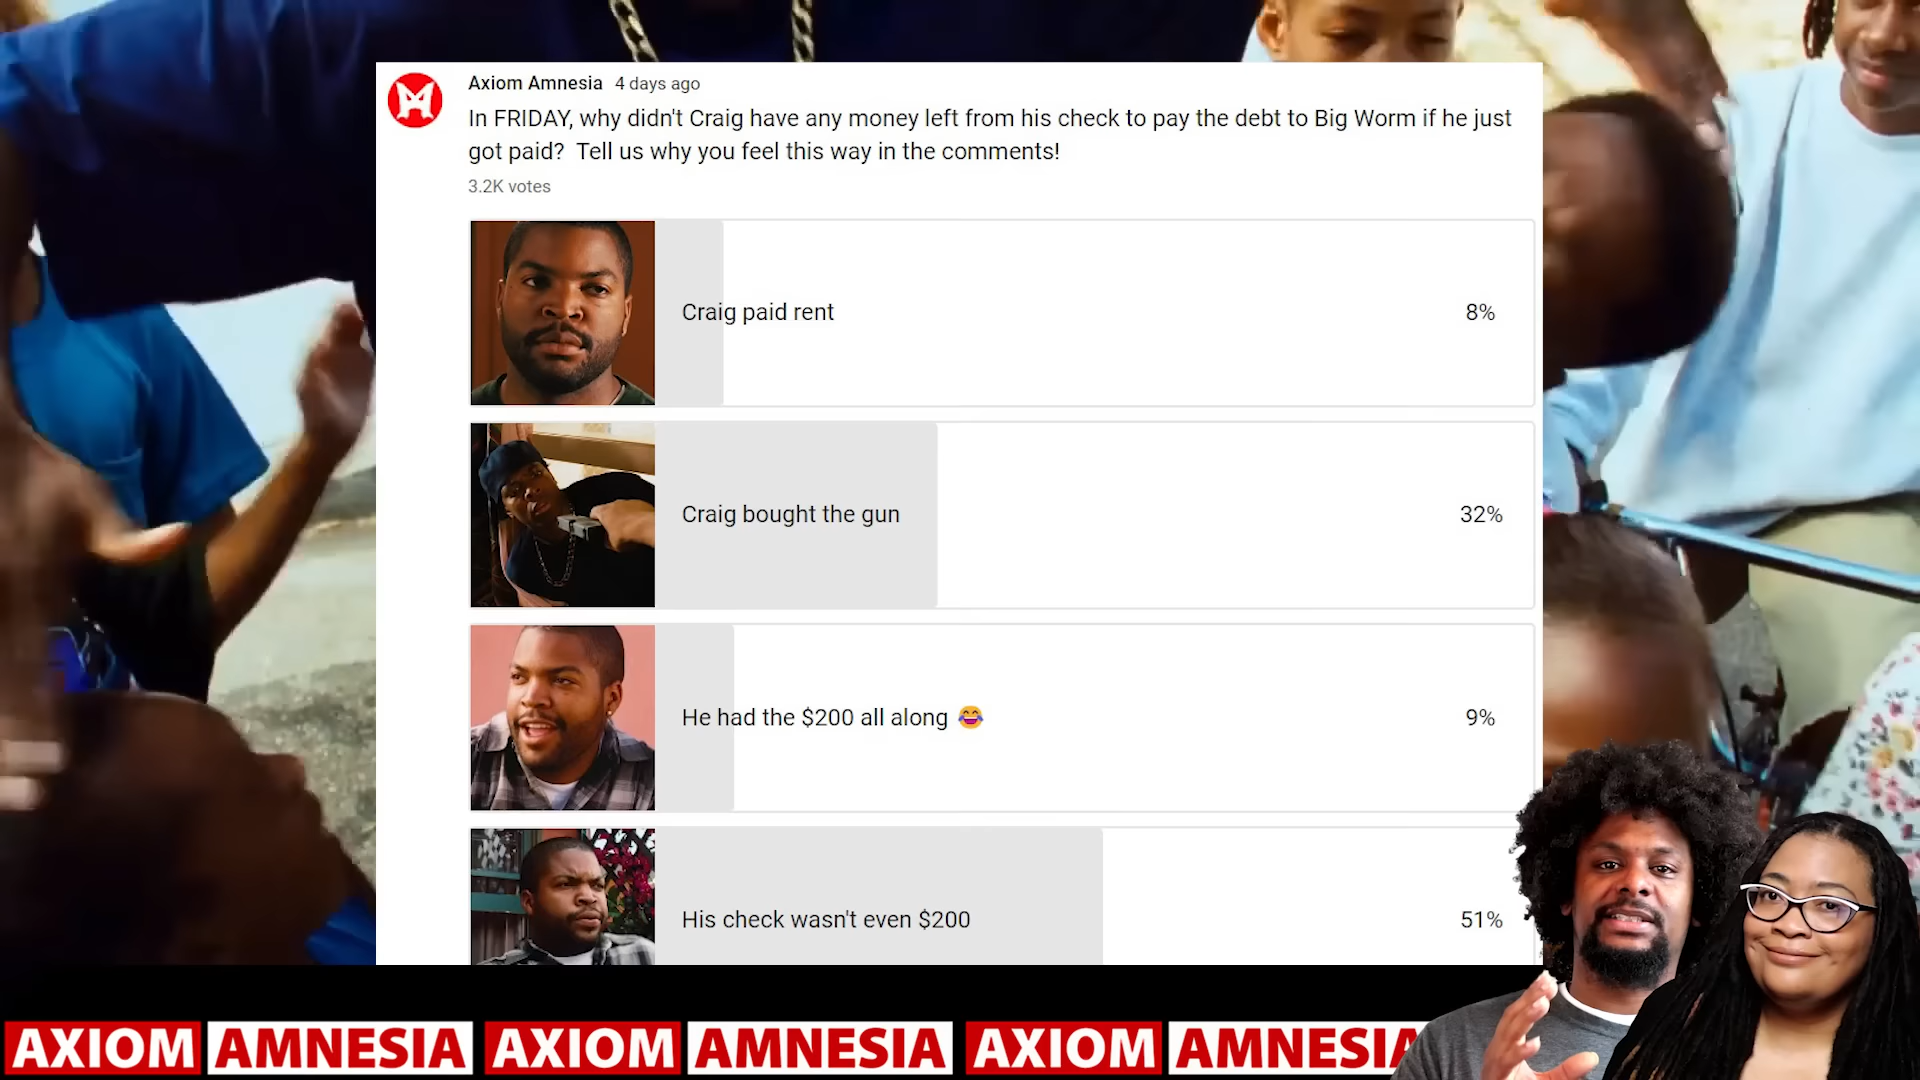 Axiom Amnesia 4 days ago
In FRIDAY, why didn't Craig have any money left from his check to pay the debt to Big Worm if he just
got paid? Tell us why you feel this way in the comments!
3.2K votes
Craig paid rent 8%
Craig bought the gun 32%
He had the $200 all along 😂 9%
His check wasn't even $200 51%
AXIOM AMNESIA AXIOM AMNESIA AXIOM AMNESIA